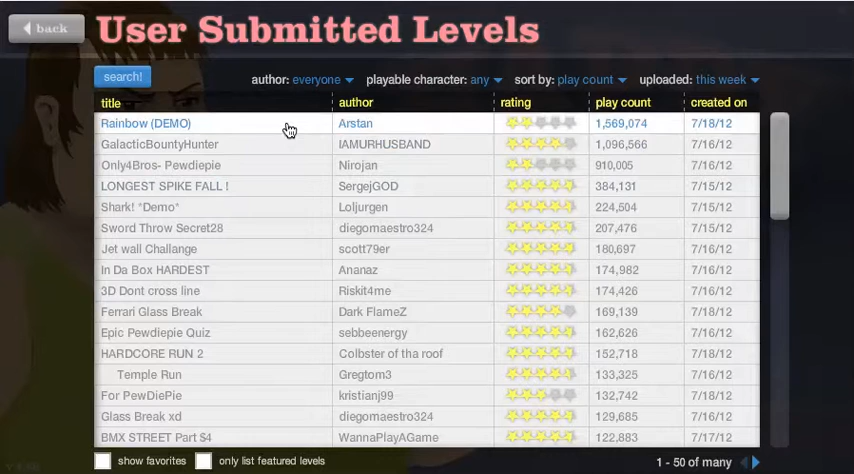 back
User Submitted Levels
search!
author: everyone playable character: any sort by: play count uploaded: this week
title author rating play count created on
Rainbow (DEMO) Arstan 1,569,074 7/18/12
GalacticBountyHunter IAMURHUSBAND 1,096,566 7/16/12
Only4Bros- Pewdiepie Nirojan 910,005 7/16/12
LONGEST SPIKE FALL ! SergejGOD 384,131 7/15/12
Shark! *Demo* Loljurgen 224,504 7/15/12
Sword Throw Secret28 diegomaestro324 207,476 7/15/12
Jet wall Challange scott79er 180,697 7/16/12
In Da Box HARDEST Ananaz 174,982 7/16/12
3D Dont cross line Riskit4me 174,426 7/16/12
Ferrari Glass Break Dark FlameZ 169,139 7/18/12
Epic Pewdiepie Quiz sebbeenergy 162,626 7/16/12
HARDCORE RUN 2 Colbster of tha roof 152,718 7/18/12
Temple Run Gregtom3 133,325 7/16/12
For PewDiePie kristianj99 132,742 7/18/12
Glass Break xd diegomaestro324 129,685 7/16/12
BMX STREET Part $4 WannaPlayAGame 122,883 7/17/12
show favorites only list featured levels 1 - 50 of many